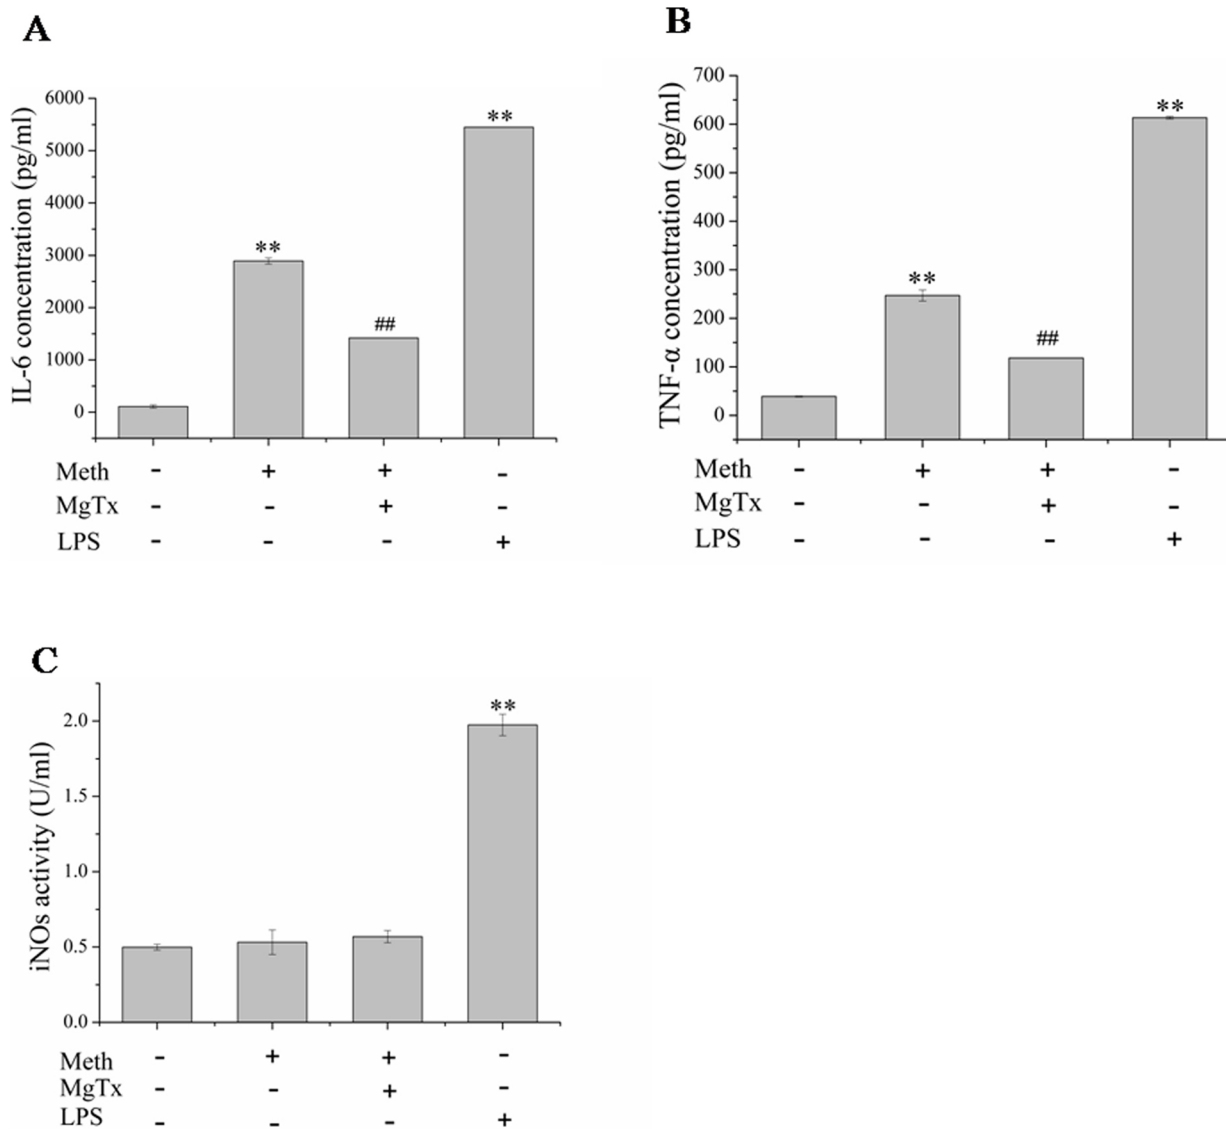 A
IL-6 concentration (pg/ml)
6000
5000
4000
3000
2000
1000
0
**
**
##
Meth - + + -
MgTx - - + -
LPS - - - +
B
TNF-α concentration (pg/ml)
700
600
500
400
300
200
100
0
**
**
##
Meth - + + -
MgTx - - + -
LPS - - - +
C
iNOs activity (U/ml)
2.0
1.5
1.0
0.5
0.0
**
Meth - + + -
MgTx - - + -
LPS - - - +